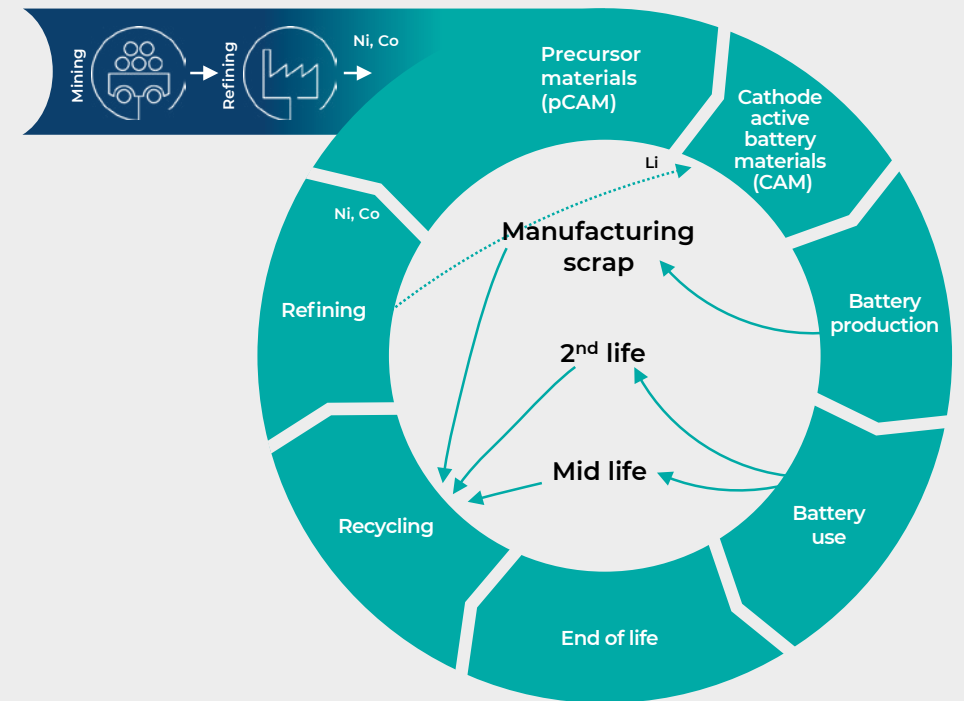 Mining
Refining
Ni, Co
Precursor
materials
(pCAM)
Cathode
active
battery
materials
(CAM)
Li
Ni, Co
Manufacturing
scrap
Refining
Battery
production
2nd life
Mid life
Battery
use
Recycling
End of life